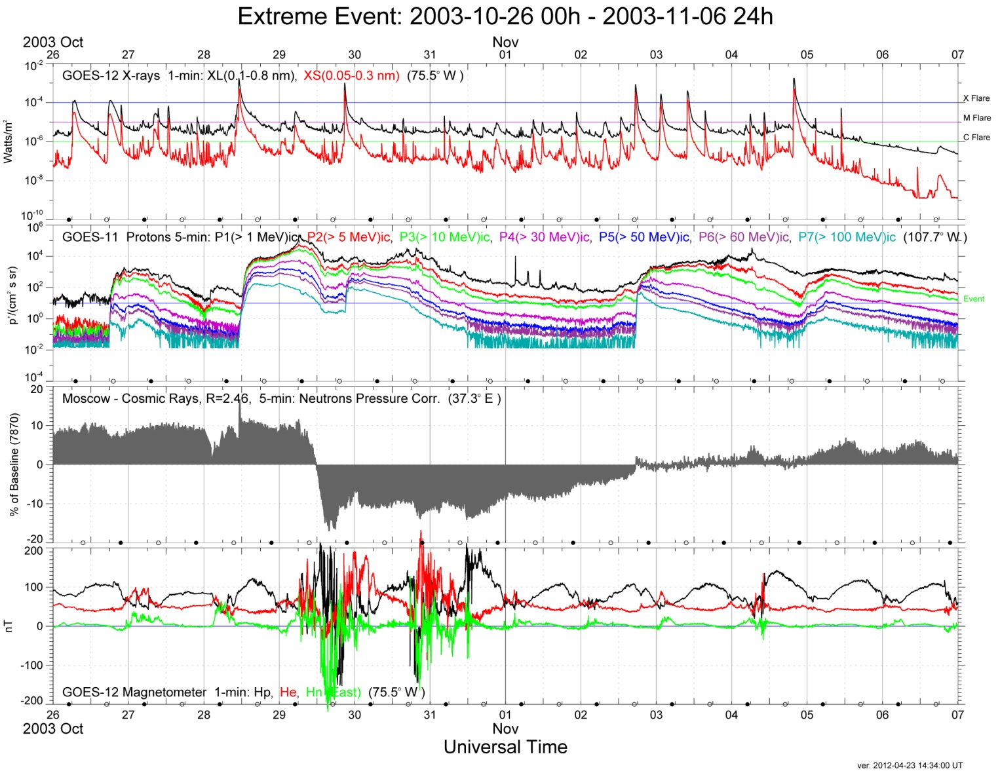 Extreme Event: 2003-10-26 00h - 2003-11-06 24h
2003 Oct
Nov
26 27 28 29 30 31 01 02 03 04 05 06 07
GOES-12 X-rays 1-min: XL(0.1-0.8 nm), XS(0.05-0.3 nm) (75.5° W )
10-2
10-4
10-6
10-8
10-10
Watts/m2
X Flare
M Flare
C Flare
GOES-11 Protons 5-min: P1(> 1 MeV)ic, P2(> 5 MeV)ic, P3(> 10 MeV)ic, P4(> 30 MeV)ic, P5(> 50 MeV)ic, P6(> 60 MeV)ic, P7(> 100 MeV)ic (107.7° W )
106
104
102
100
10-2
10-4
p+/(cm2 s sr)
Event
Moscow - Cosmic Rays, R=2.46, 5-min: Neutrons Pressure Corr. (37.3° E )
20
10
0
-10
-20
% of Baseline (7870)
200
100
0
-100
-200
nT
GOES-12 Magnetometer 1-min: Hp, He, Hn (East) (75.5° W )
26 27 28 29 30 31 01 02 03 04 05 06 07
2003 Oct
Nov
Universal Time
ver: 2012-04-23 14:34:00 UT